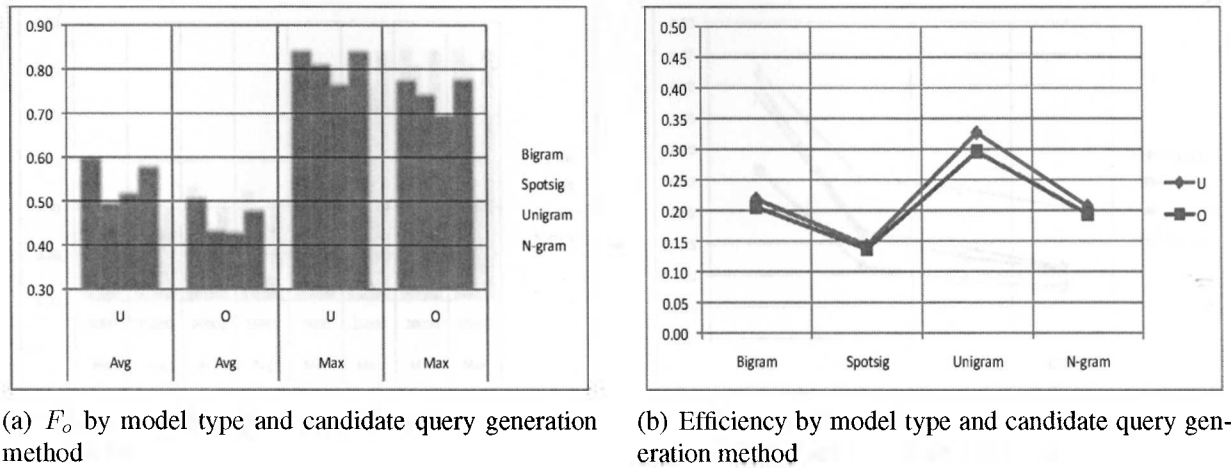 0.90
0.80
0.70
0.60
0.50
0.40
0.30
U O U O
Avg Avg Max Max
Bigram
Spotsig
Unigram
N-gram
(a) Fo by model type and candidate query generation
method
0.50
0.45
0.40
0.35
0.30
0.25
0.20
0.15
0.10
0.05
0.00
Bigram Spotsig Unigram N-gram
U
O
(b) Efficiency by model type and candidate query gen-
eration method